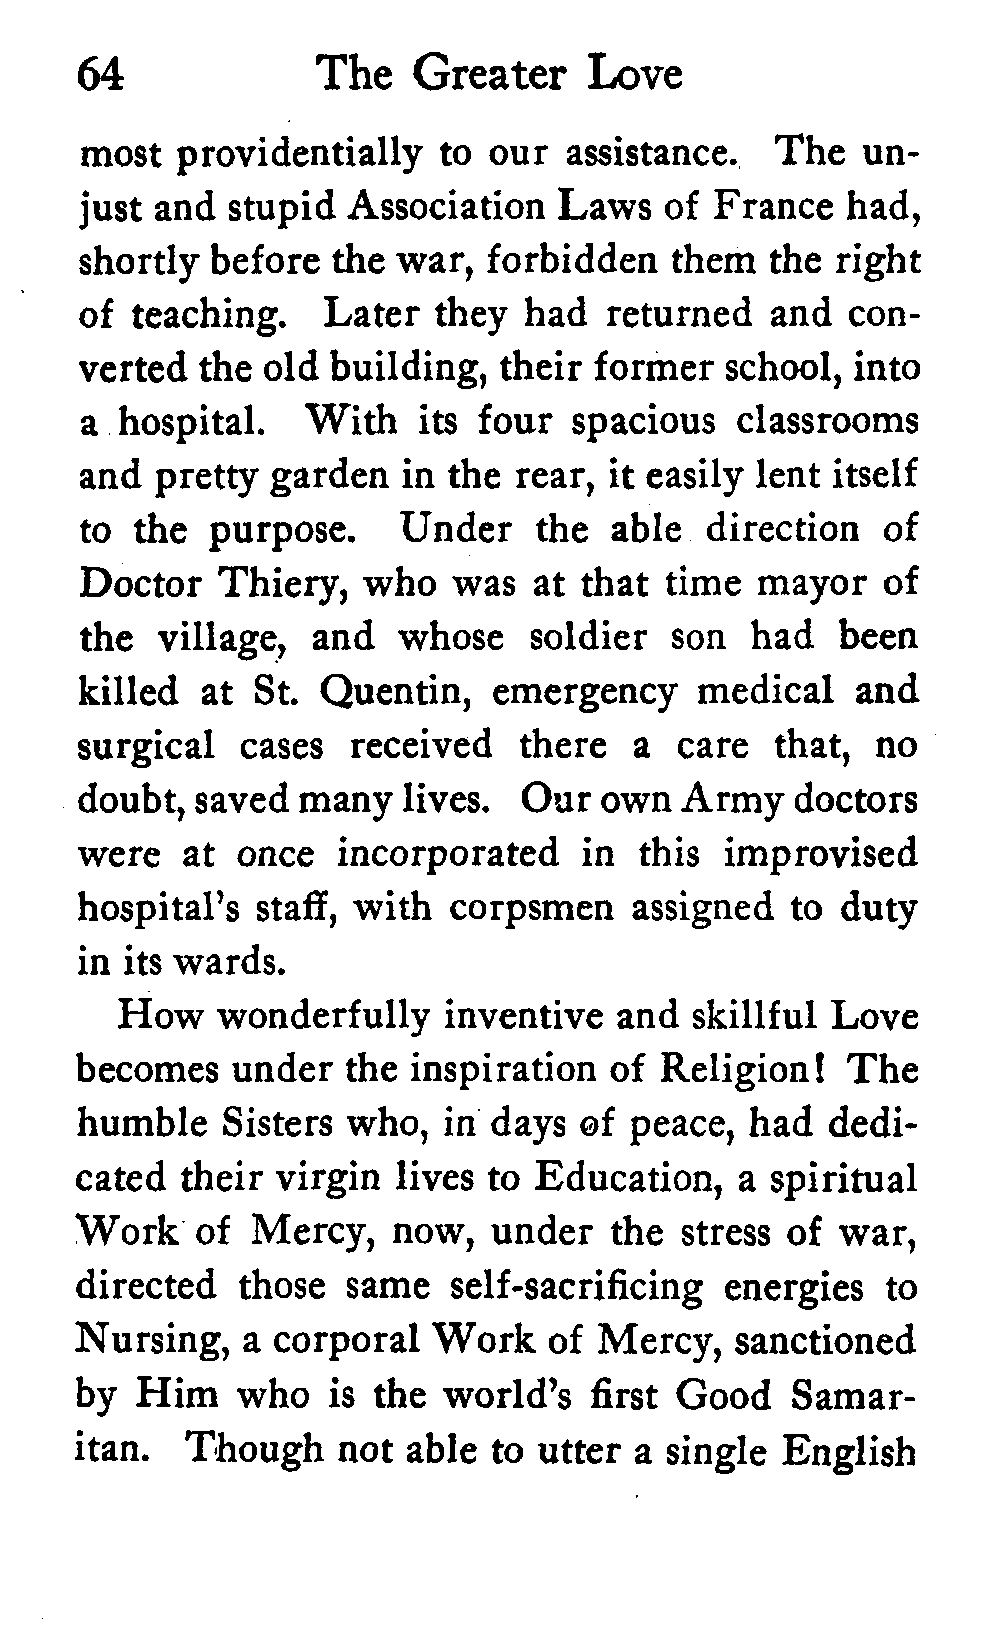 64 The Greater Love
most providentially to our assistance. The un-
just and stupid Association Laws of France had,
shortly before the war, forbidden them the right
of teaching. Later they had returned and con-
verted the old building, their former school, into
a hospital. With its four spacious classrooms
and pretty garden in the rear, it easily lent itself
to the purpose. Under the able direction of
Doctor Thiery, who was at that time mayor of
the village, and whose soldier son had been
killed at St. Quentin, emergency medical and
surgical cases received there a care that, no
doubt, saved many lives. Our own Army doctors
were at once incorporated in this improvised
hospital's staff, with corpsmen assigned to duty
in its wards.
How wonderfully inventive and skillful Love
becomes under the inspiration of Religion! The
humble Sisters who, in days of peace, had dedi-
cated their virgin lives to Education, a spiritual
Work of Mercy, now, under the stress of war,
directed those same self-sacrificing energies to
Nursing, a corporal Work of Mercy, sanctioned
by Him who is the world's first Good Samar-
itan. Though not able to utter a single English